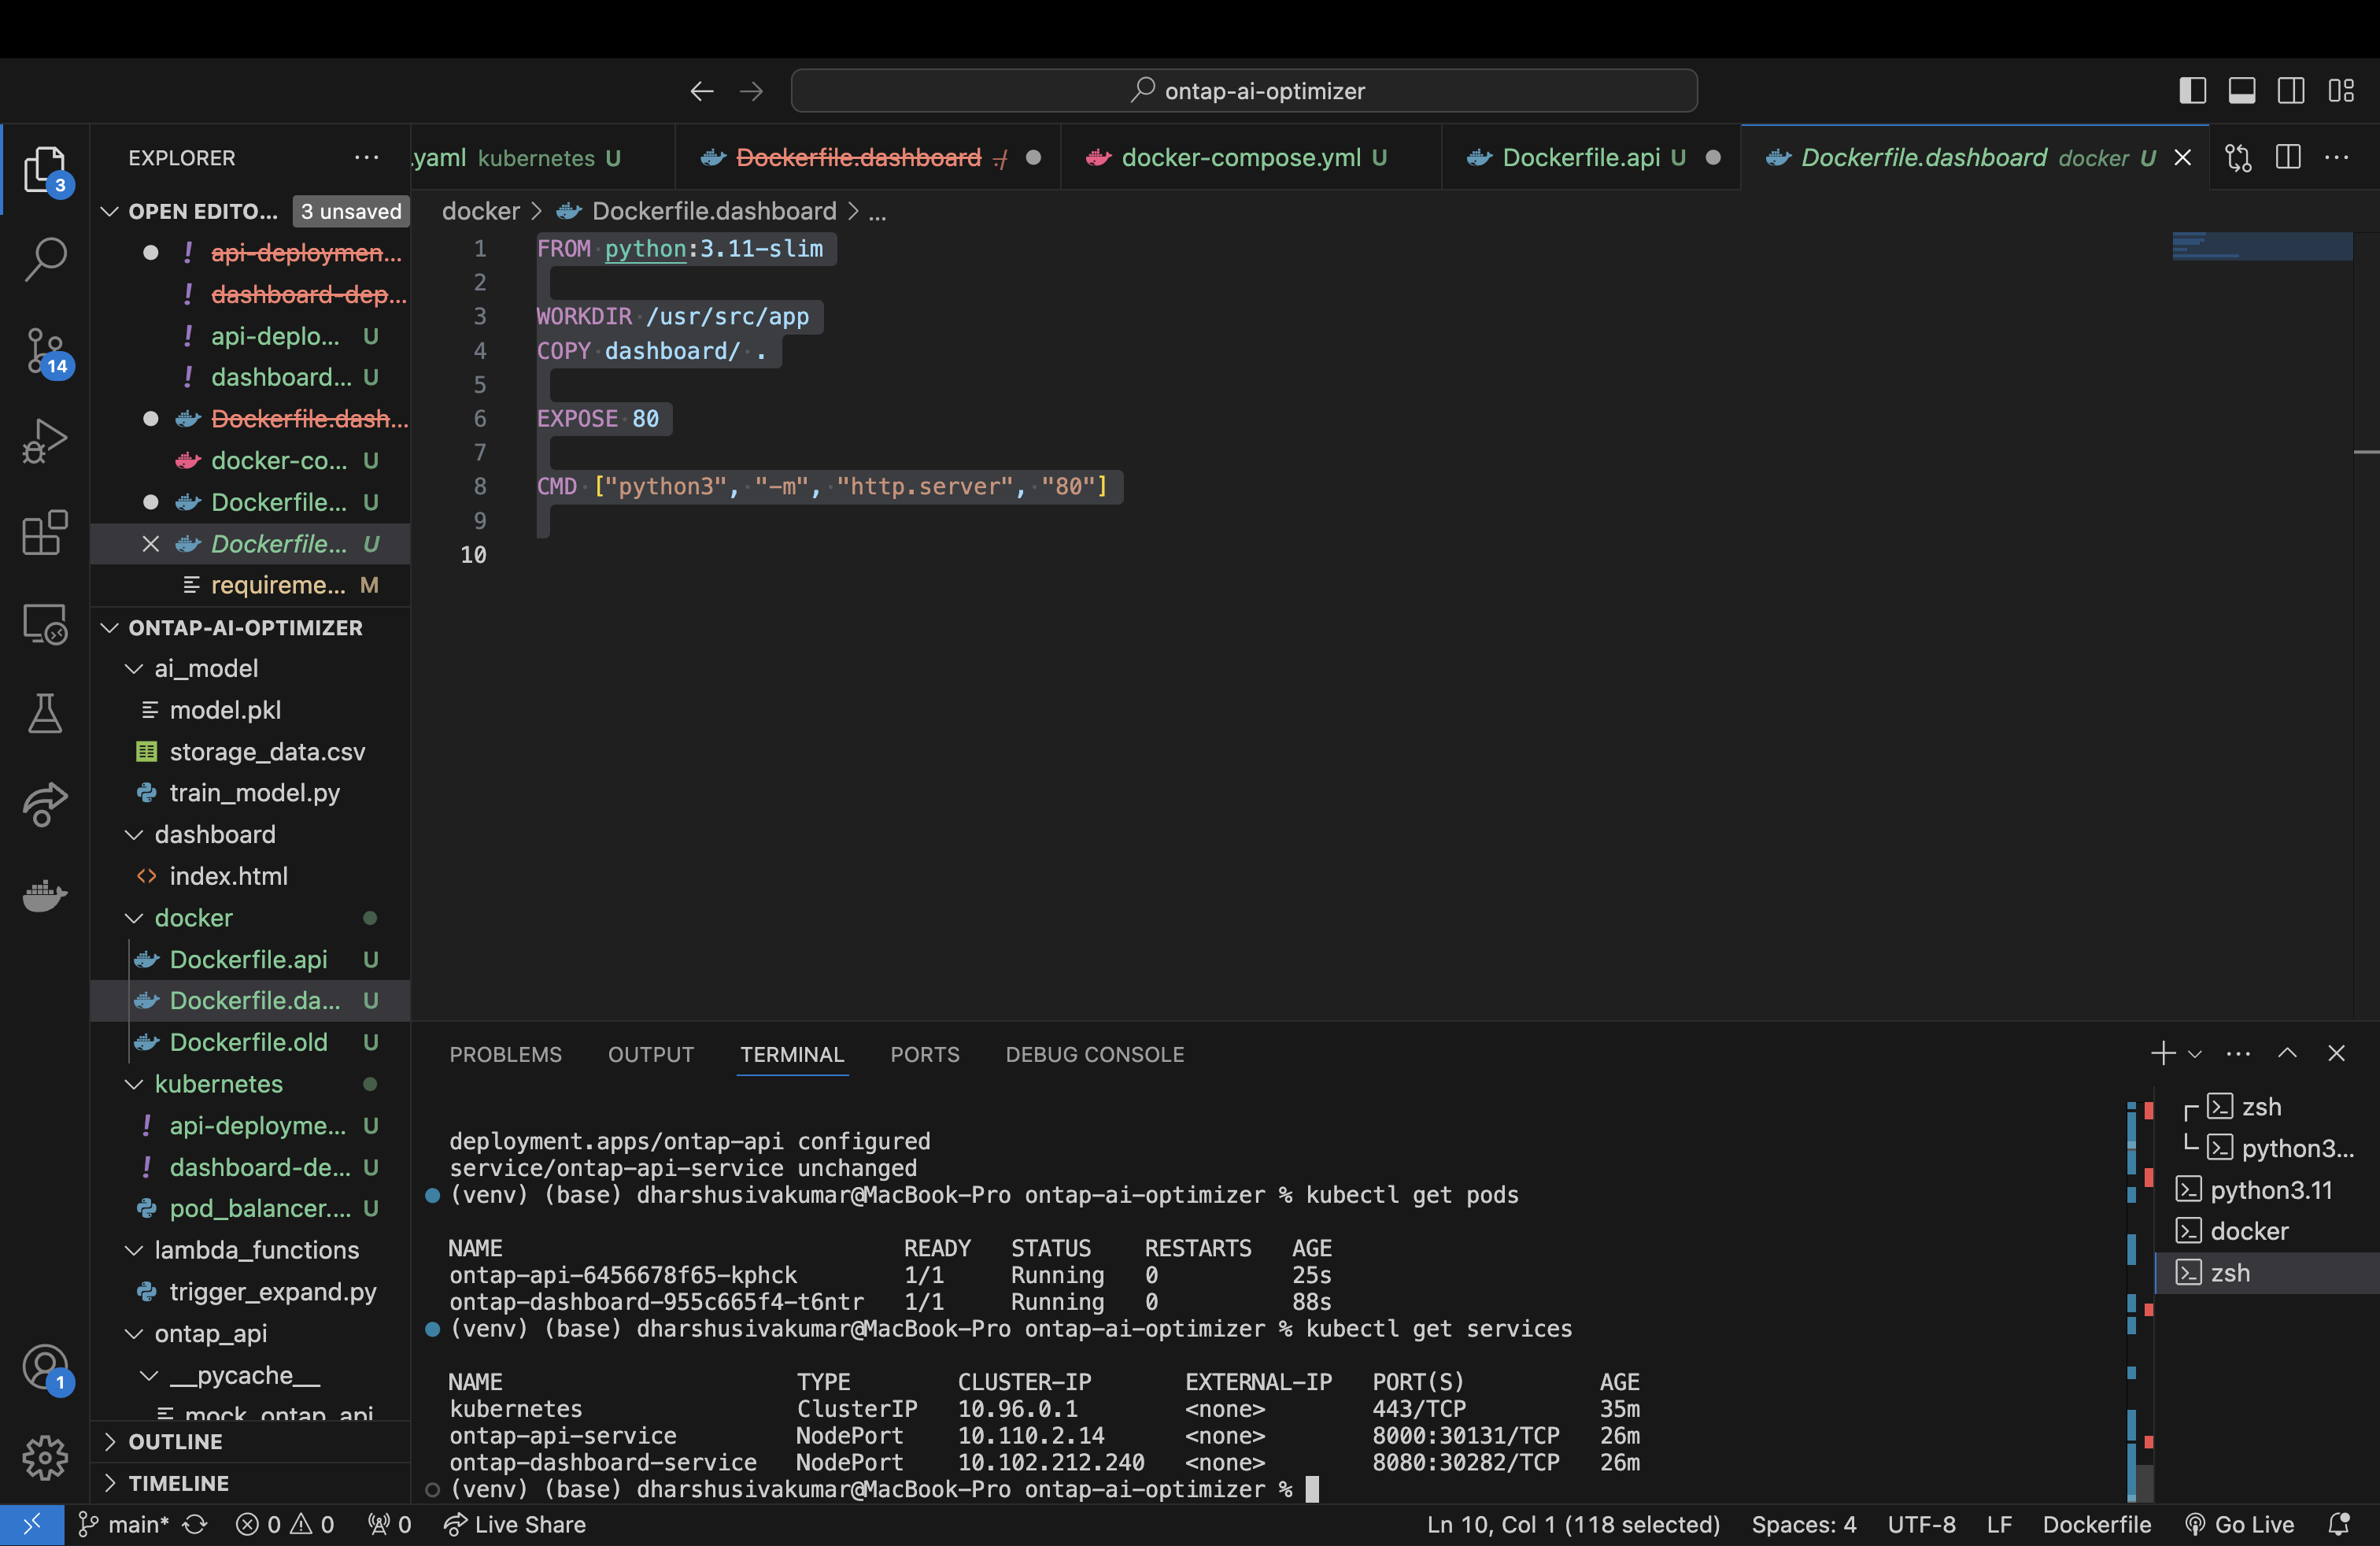 ontap-ai-optimizer
EXPLORER
3
.yaml kubernetes U
Dockerfile.dashboard
docker-compose.yml U
Dockerfile.api U
Dockerfile.dashboard docker U
OPEN EDITO... 3 unsaved
api-deploymen...
dashboard-dep...
api-deplo... U
dashboard... U
Dockerfile.dash...
docker-co... U
Dockerfile... U
Dockerfile... U
requireme... M
14
docker > Dockerfile.dashboard > ...
1 FROM python:3.11-slim
2
3 WORKDIR /usr/src/app
4 COPY dashboard/ .
5
6 EXPOSE 80
7
8 CMD ["python3", "-m", "http.server", "80"]
9
10
ONTAP-AI-OPTIMIZER
ai_model
model.pkl
storage_data.csv
train_model.py
dashboard
index.html
docker
Dockerfile.api U
Dockerfile.da... U
Dockerfile.old U
kubernetes
api-deployme... U
dashboard-de... U
pod_balancer.... U
lambda_functions
trigger_expand.py
ontap_api
__pycache__
mock_ontap_api
OUTLINE
TIMELINE
1
PROBLEMS OUTPUT TERMINAL PORTS DEBUG CONSOLE
deployment.apps/ontap-api configured
service/ontap-api-service unchanged
(venv) (base) dharshusivakumar@MacBook-Pro ontap-ai-optimizer % kubectl get pods
NAME READY STATUS RESTARTS AGE
ontap-api-6456678f65-kphck 1/1 Running 0 25s
ontap-dashboard-955c665f4-t6ntr 1/1 Running 0 88s
(venv) (base) dharshusivakumar@MacBook-Pro ontap-ai-optimizer % kubectl get services
NAME TYPE CLUSTER-IP EXTERNAL-IP PORT(S) AGE
kubernetes ClusterIP 10.96.0.1 <none> 443/TCP 35m
ontap-api-service NodePort 10.110.2.14 <none> 8000:30131/TCP 26m
ontap-dashboard-service NodePort 10.102.212.240 <none> 8080:30282/TCP 26m
(venv) (base) dharshusivakumar@MacBook-Pro ontap-ai-optimizer %
zsh
python3...
python3.11
docker
zsh
main* 0 0 0 Live Share
Ln 10, Col 1 (118 selected) Spaces: 4 UTF-8 LF Dockerfile Go Live